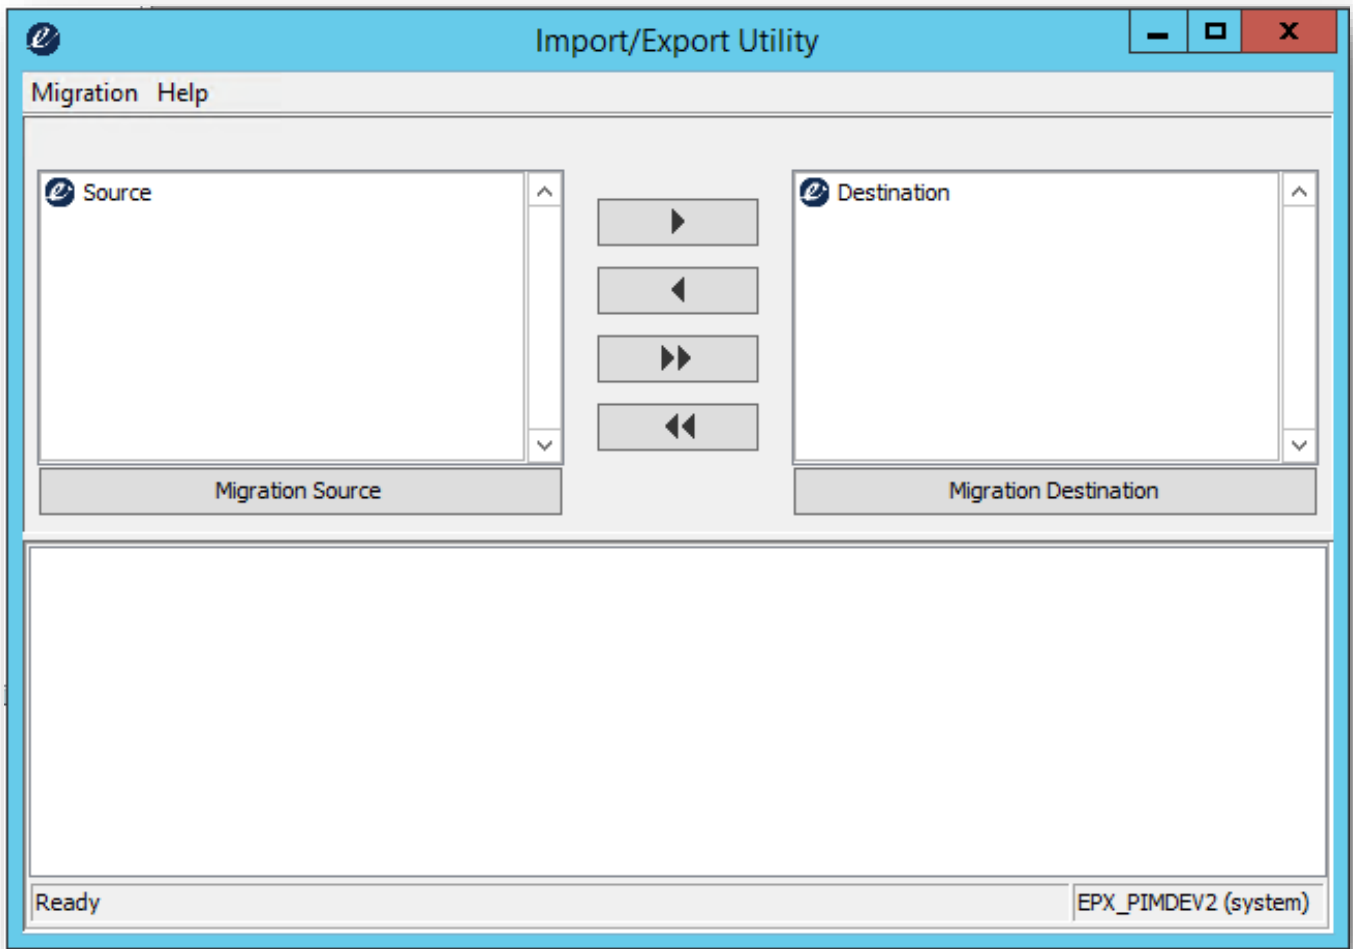 Import/Export Utility
Migration Help
Source
Destination
Migration Source
Migration Destination
Ready
EPX_PIMDEV2 (system)